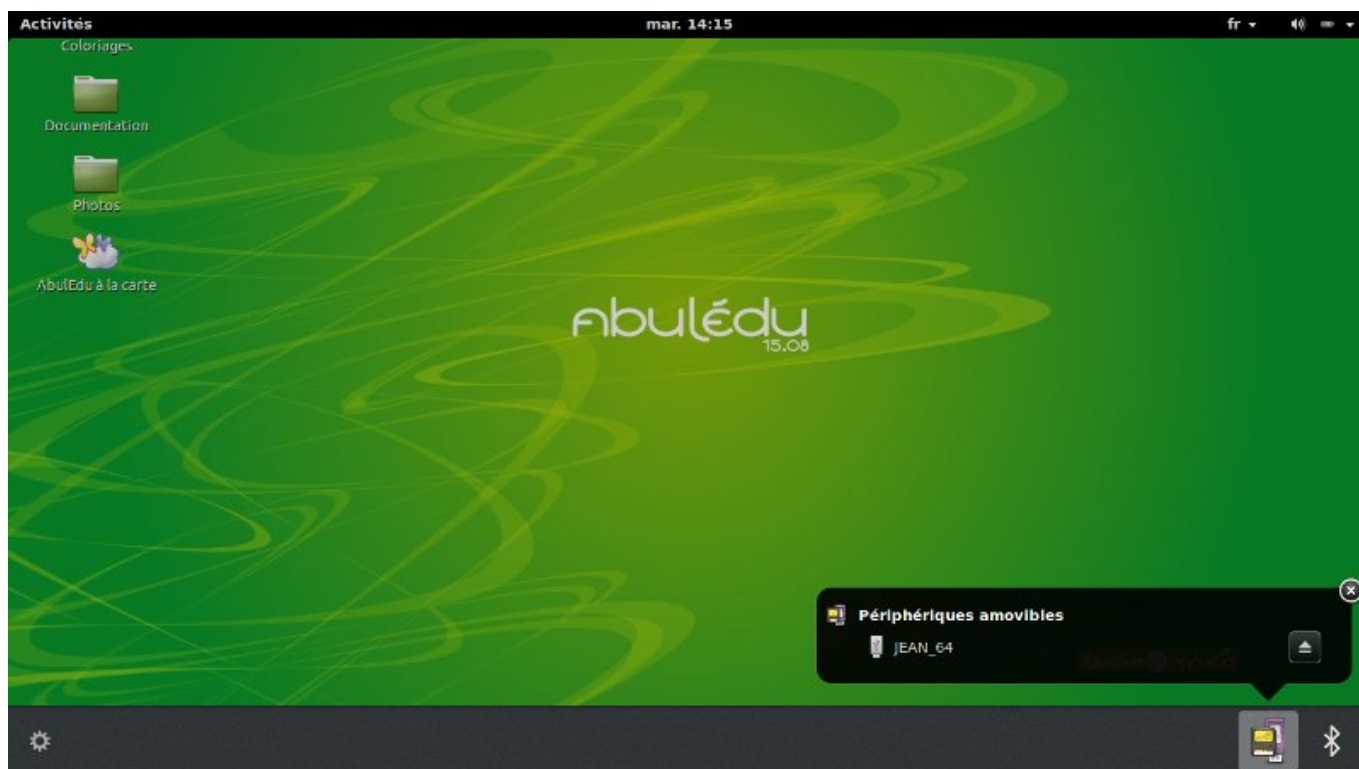 Activités
mar. 14:15
fr
Coloriages
Documentation
Photos
AbulEdu à la carte
Abulédu
15.08
Périphériques amovibles
JEAN_64